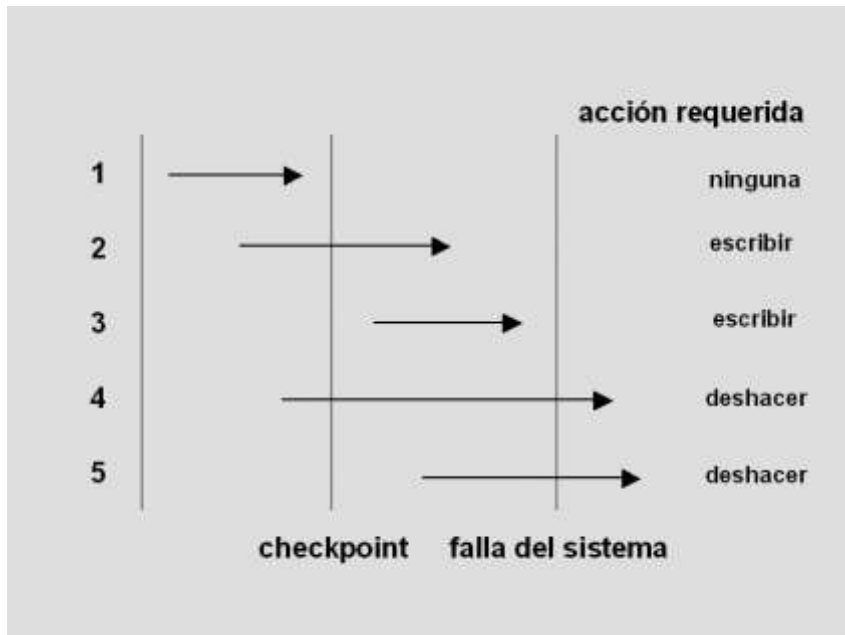 acción requerida
1 ninguna
2 escribir
3 escribir
4 deshacer
5 deshacer
checkpoint falla del sistema